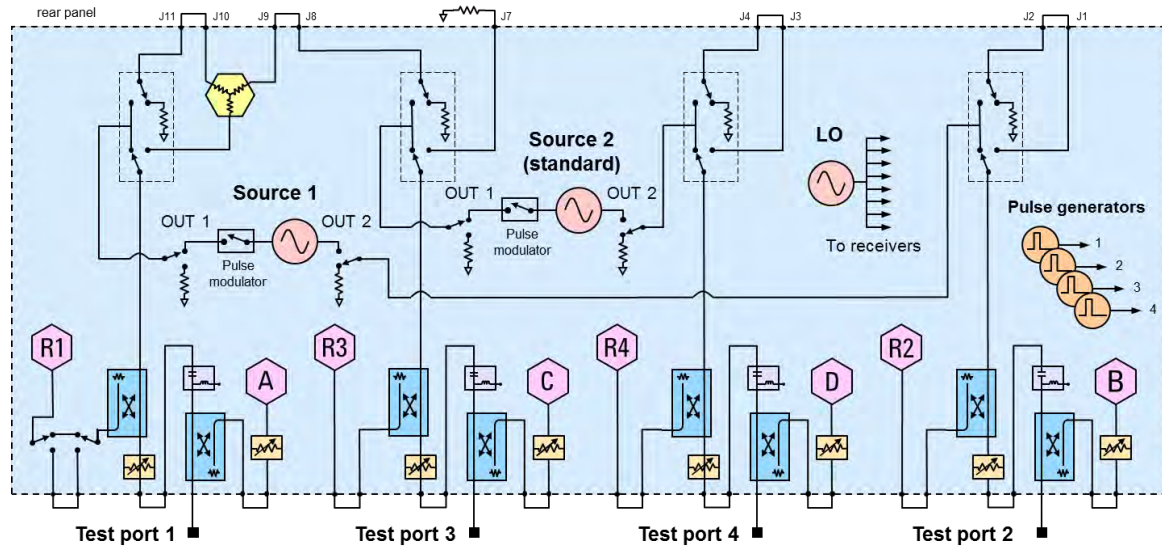 rear panel
J11 J10 J9 J8 J7 J4 J3 J2 J1
Source 1
OUT 1
OUT 2
Pulse
modulator
Source 2
(standard)
OUT 1
OUT 2
Pulse
modulator
LO
To receivers
Pulse generators
1
2
3
4
R1 A R3 C R4 D R2 B
Test port 1 Test port 3 Test port 4 Test port 2